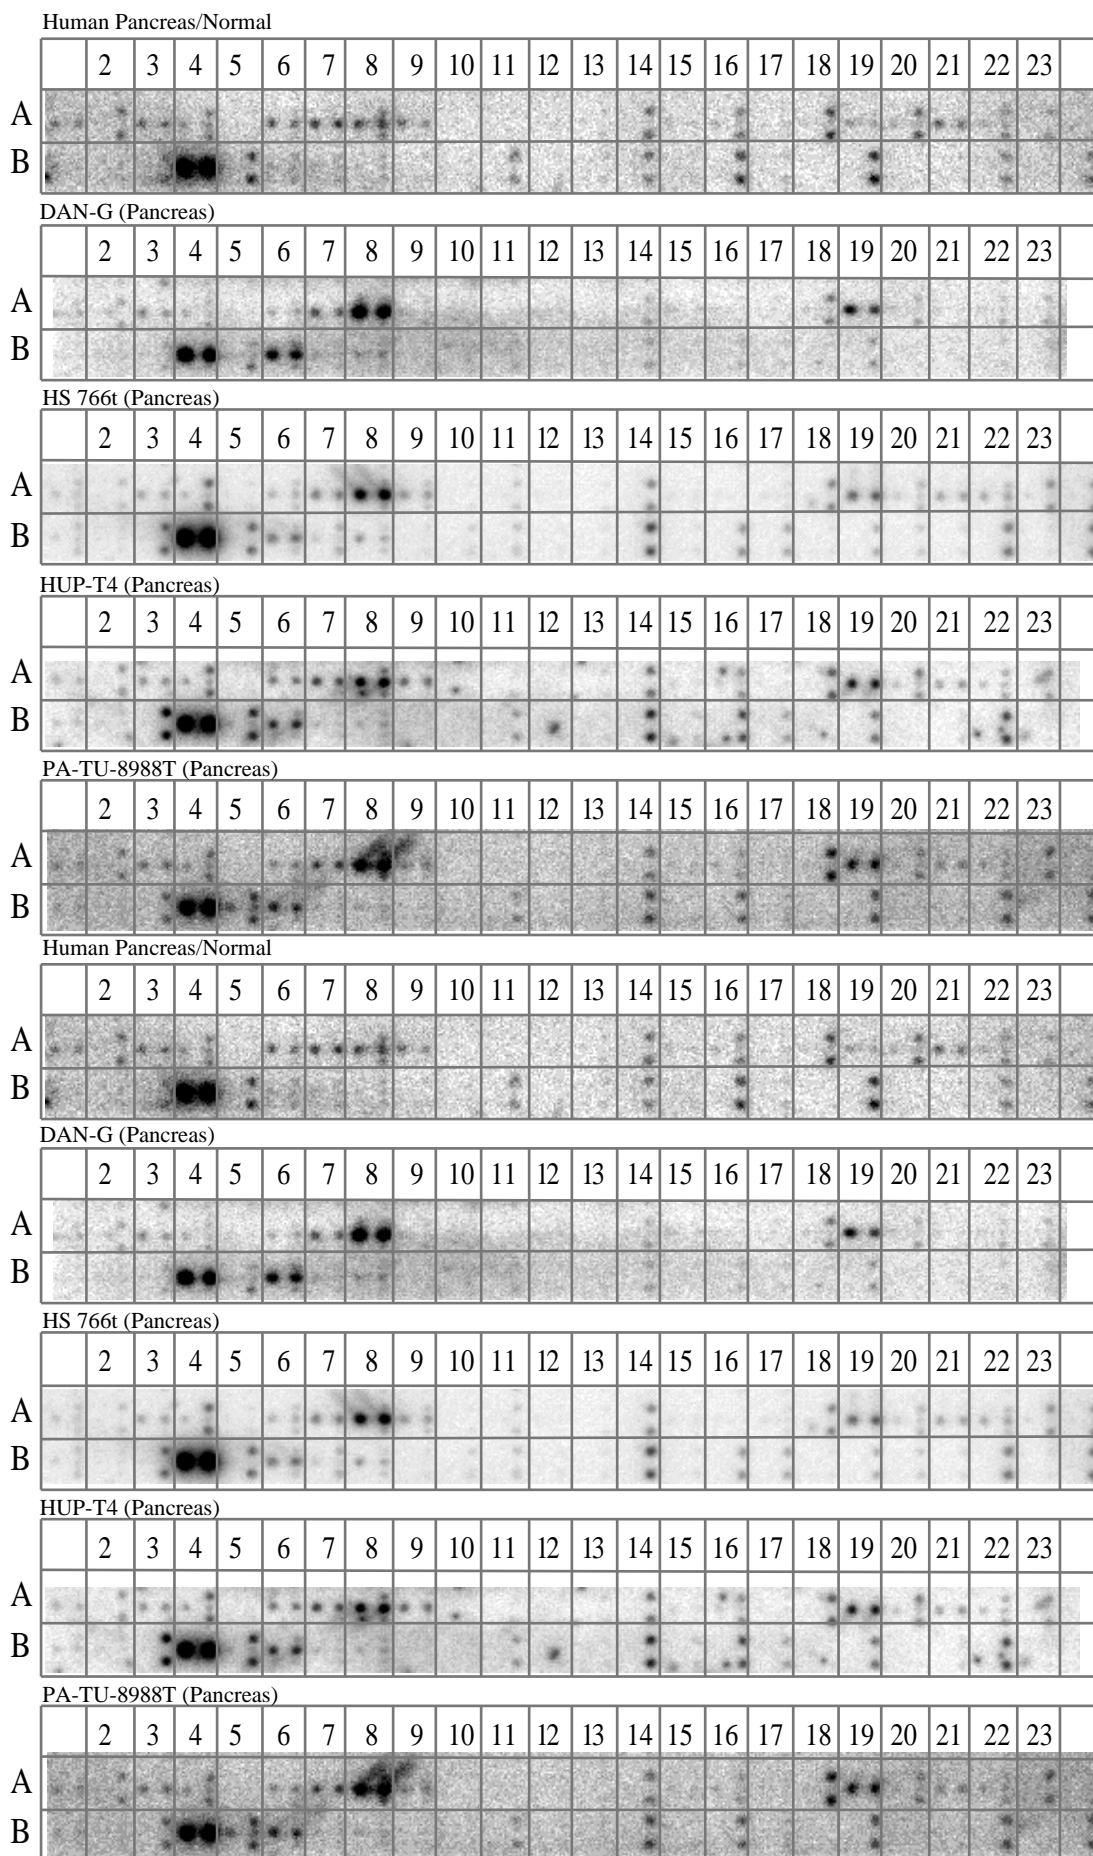 Human Pancreas/Normal
2 3 4 5 6 7 8 9 10 11 12 13 14 15 16 17 18 19 20 21 22 23
A
B
DAN-G (Pancreas)
2 3 4 5 6 7 8 9 10 11 12 13 14 15 16 17 18 19 20 21 22 23
A
B
HS 766t (Pancreas)
2 3 4 5 6 7 8 9 10 11 12 13 14 15 16 17 18 19 20 21 22 23
A
B
HUP-T4 (Pancreas)
2 3 4 5 6 7 8 9 10 11 12 13 14 15 16 17 18 19 20 21 22 23
A
B
PA-TU-8988T (Pancreas)
2 3 4 5 6 7 8 9 10 11 12 13 14 15 16 17 18 19 20 21 22 23
A
B
Human Pancreas/Normal
2 3 4 5 6 7 8 9 10 11 12 13 14 15 16 17 18 19 20 21 22 23
A
B
DAN-G (Pancreas)
2 3 4 5 6 7 8 9 10 11 12 13 14 15 16 17 18 19 20 21 22 23
A
B
HS 766t (Pancreas)
2 3 4 5 6 7 8 9 10 11 12 13 14 15 16 17 18 19 20 21 22 23
A
B
HUP-T4 (Pancreas)
2 3 4 5 6 7 8 9 10 11 12 13 14 15 16 17 18 19 20 21 22 23
A
B
PA-TU-8988T (Pancreas)
2 3 4 5 6 7 8 9 10 11 12 13 14 15 16 17 18 19 20 21 22 23
A
B